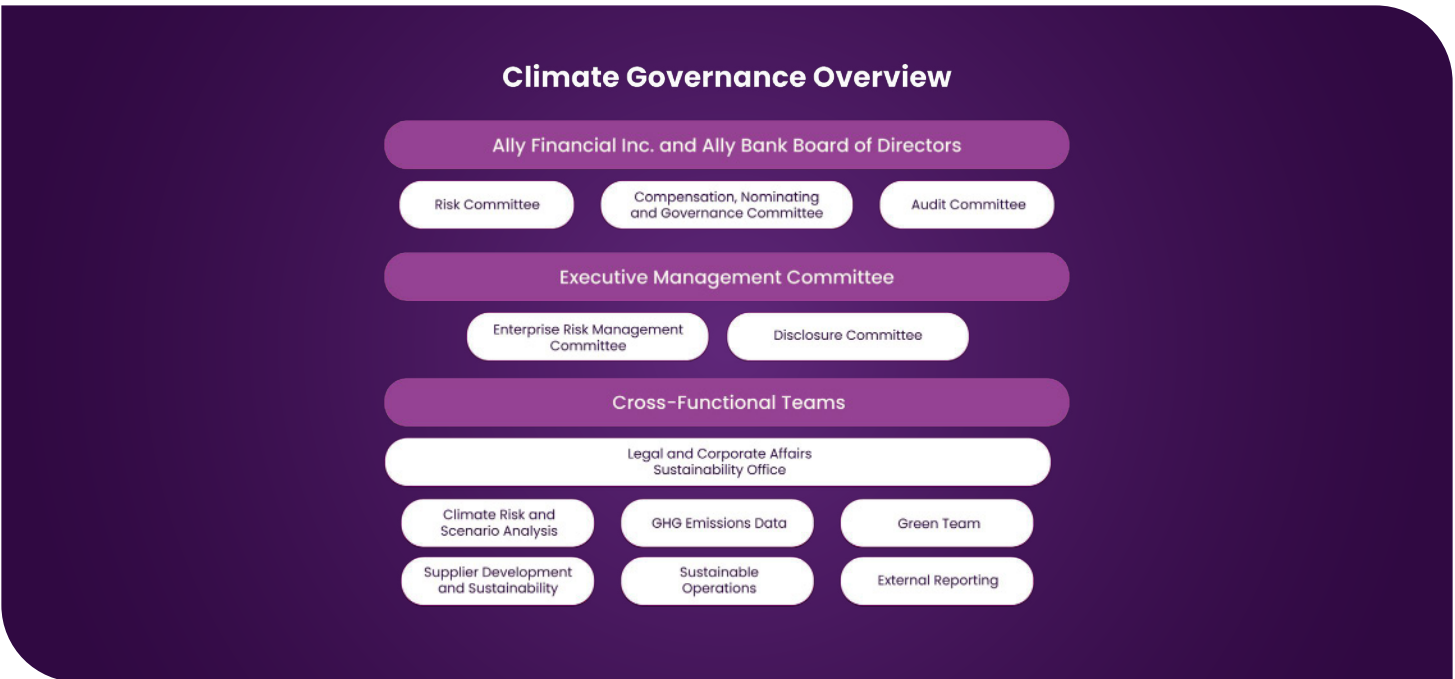 Climate Governance Overview
Ally Financial Inc. and Ally Bank Board of Directors
Risk Committee
Compensation, Nominating
and Governance Committee
Audit Committee
Executive Management Committee
Enterprise Risk Management
Committee
Disclosure Committee
Cross-Functional Teams
Legal and Corporate Affairs
Sustainability Office
Climate Risk and
Scenario Analysis
GHG Emissions Data
Green Team
Supplier Development
and Sustainability
Sustainable
Operations
External Reporting